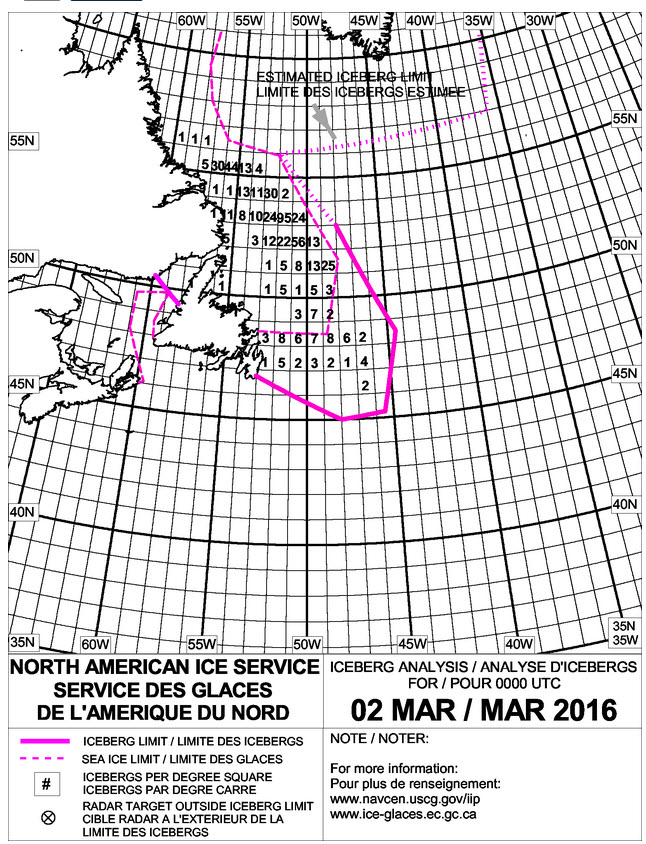 60W 55W 50W 45W 40W 35W 30W
ESTIMATED ICEBERG LIMIT
LIMITE DES ICEBERGS ESTIMEE
55N
55N
1 1 1
5 30 44 13 4
1 1 13 11 30 2
1 11 8 10 24 95 24
3 12 22 56 13
50N
50N
1 5 8 13 25
1 1 5 1 5 3
3 7 2
3 8 6 7 8 6 2
1 5 2 3 2 1 4
45N
45N
2
40N
40N
35N
35N
35W
60W 55W 50W 45W 40W
NORTH AMERICAN ICE SERVICE
SERVICE DES GLACES
DE L'AMERIQUE DU NORD
ICEBERG ANALYSIS / ANALYSE D'ICEBERGS
FOR / POUR 0000 UTC
02 MAR / MAR 2016
ICEBERG LIMIT / LIMITE DES ICEBERGS
SEA ICE LIMIT / LIMITE DES GLACES
# ICEBERGS PER DEGREE SQUARE
ICEBERGS PAR DEGRE CARRE
RADAR TARGET OUTSIDE ICEBERG LIMIT
CIBLE RADAR A L'EXTERIEUR DE LA
LIMITE DES ICEBERGS
NOTE / NOTER:
For more information:
Pour plus de renseignement:
www.navcen.uscg.gov/iip
www.ice-glaces.ec.gc.ca